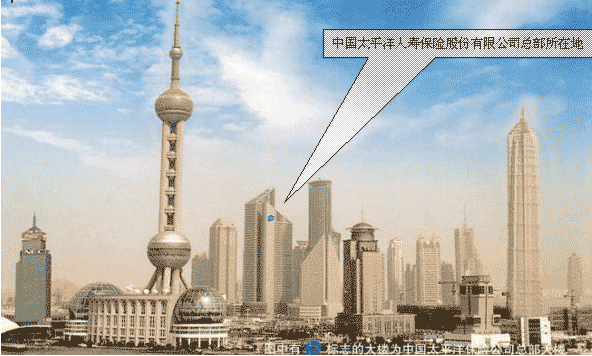 中国太平洋人寿保险股份有限公司总部所在地
图中有 标志的大楼为中国太平洋保险公司总部大楼